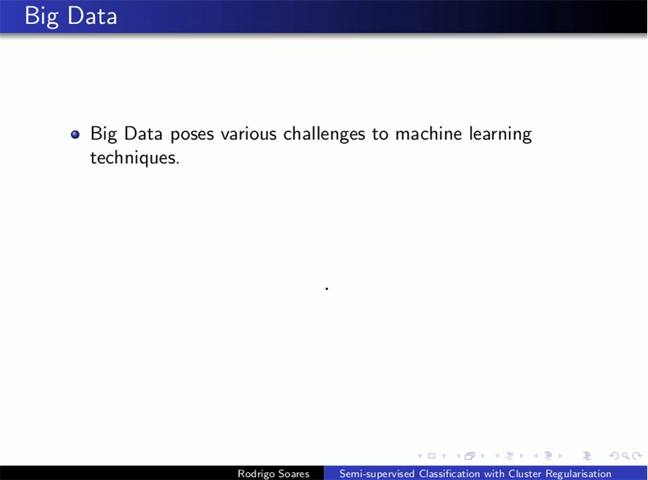 Big Data
Big Data poses various challenges to machine learning
techniques.
.
Rodrigo Soares
Semi-supervised Classification with Cluster Regularisation